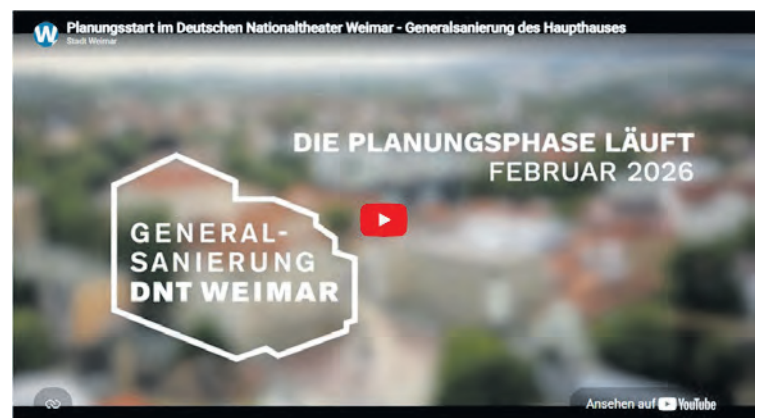 Planungsstart im Deutschen Nationaltheater Weimar - Generalsanierung des Haupthauses
Stadt Weimar
DIE PLANUNGSPHASE LÄUFT
FEBRUAR 2026
GENERAL-
SANIERUNG
DNT WEIMAR
Ansehen auf YouTube